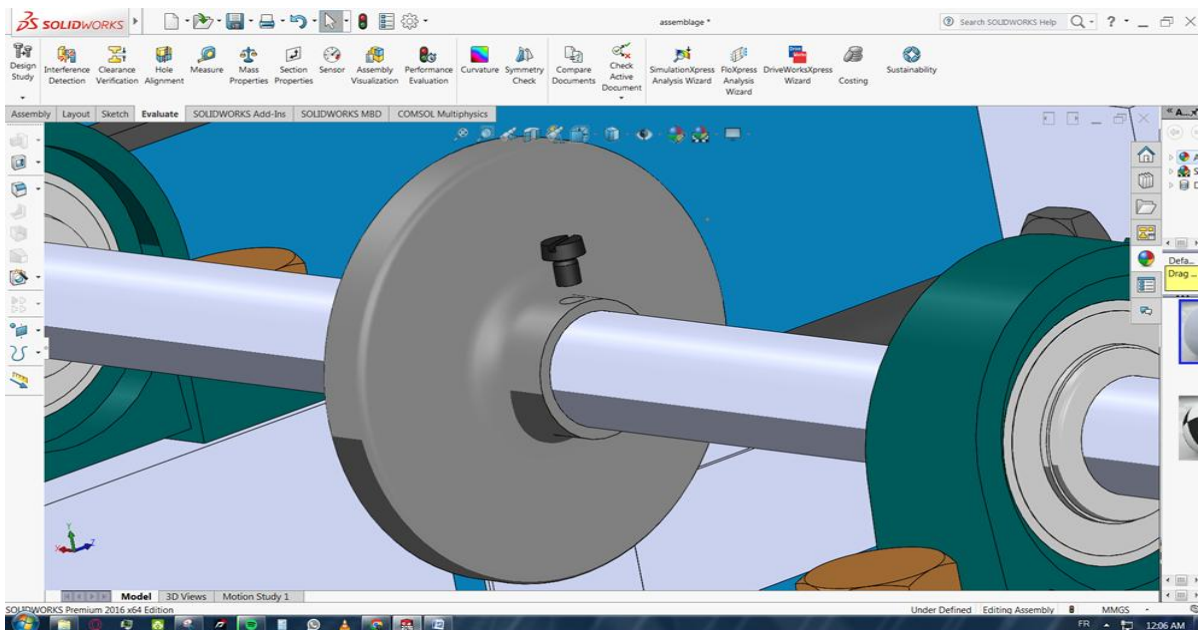 SOLIDWORKS
assemblage *
Search SOLIDWORKS Help
Design Study
Interference Detection
Clearance Verification
Hole Alignment
Measure
Mass Properties
Section Properties
Sensor
Assembly Visualization
Performance Evaluation
Curvature
Symmetry Check
Compare Documents
Check Active Document
SimulationXpress Analysis Wizard
FloXpress Analysis Wizard
DriveWorksXpress Wizard
Costing
Sustainability
Assembly Layout Sketch Evaluate SOLIDWORKS Add-Ins SOLIDWORKS MBD COMSOL Multiphysics
Defa...
Drag ...
Y
X
Z
Model 3D Views Motion Study 1
SOLIDWORKS Premium 2016 x64 Edition
Under Defined Editing Assembly MMGS
FR 12:06 AM